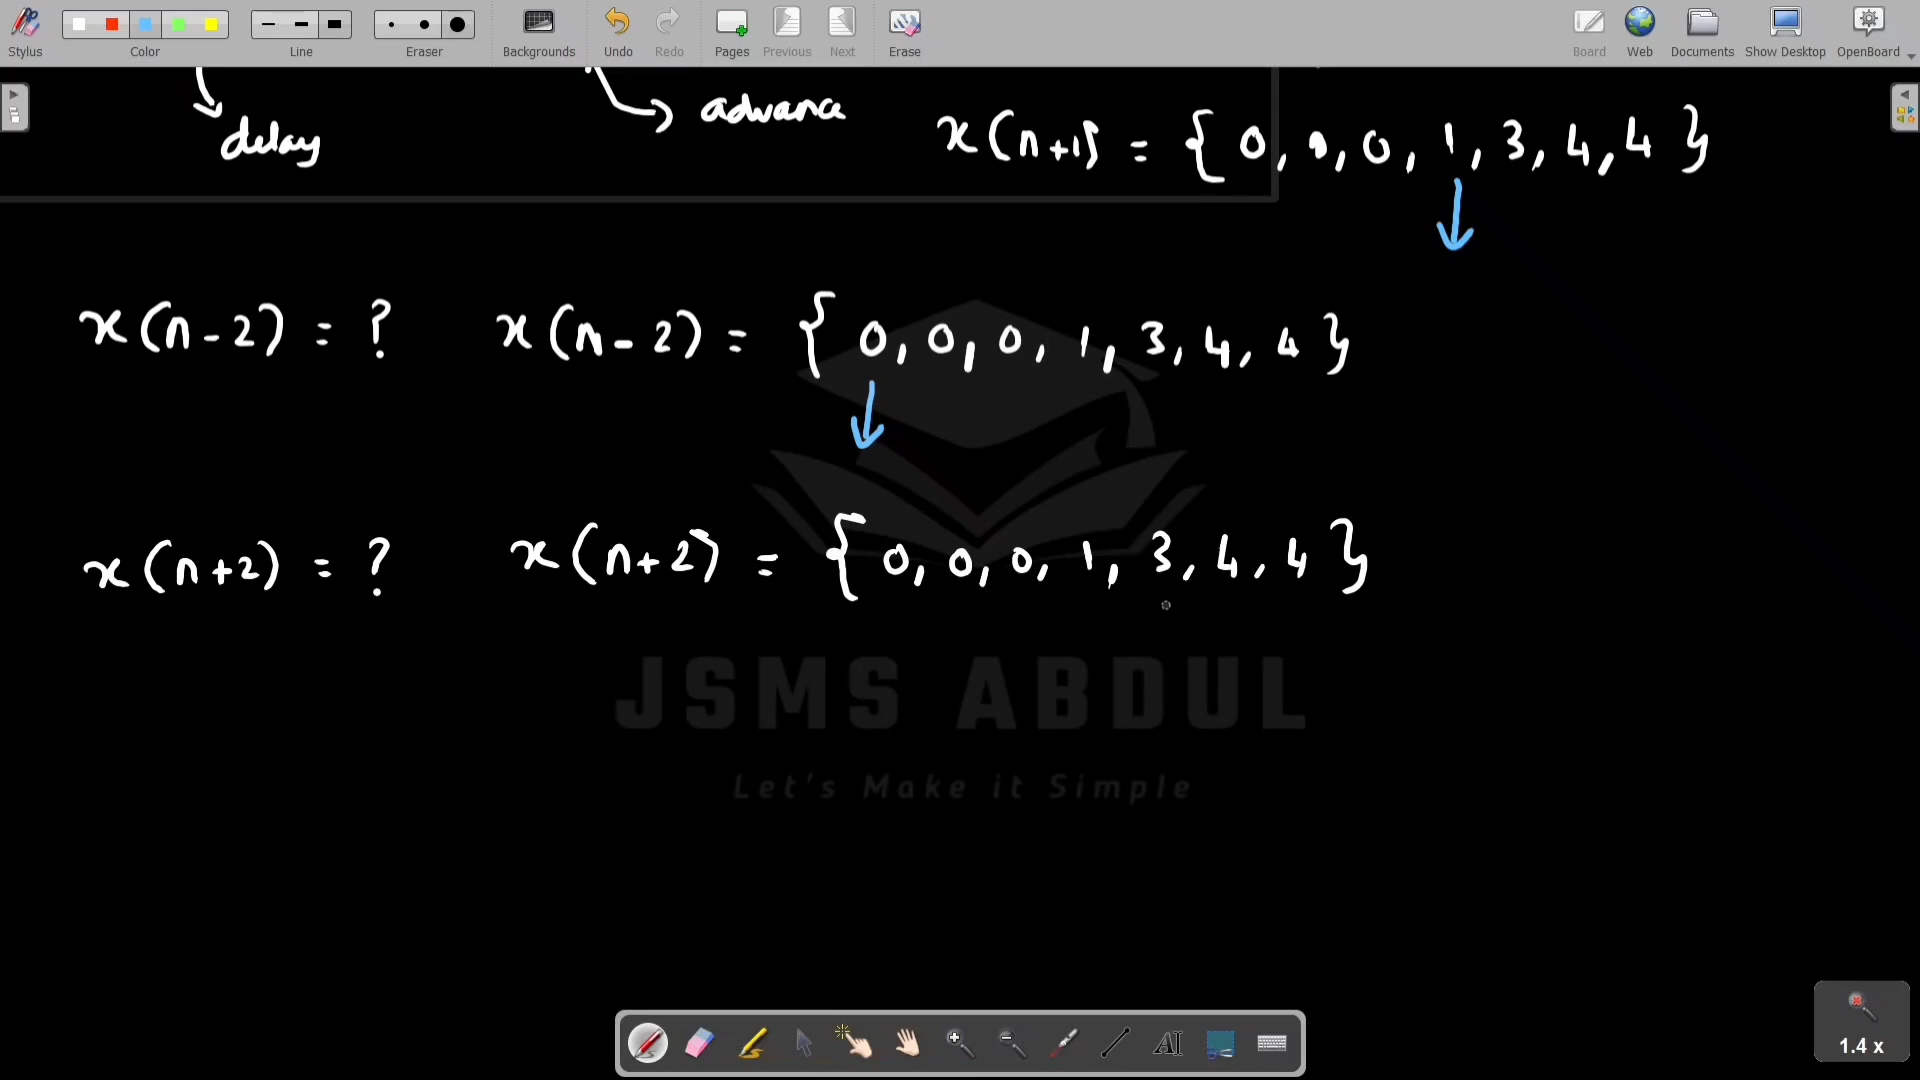 Stylus Color Line Eraser Backgrounds Undo Redo Pages Previous Next Erase Board Web Documents Show Desktop OpenBoard
delay
advance
x(n+1) = { 0, 0, 0, 1, 3, 4, 4 }
x(n-2) = ? x(n-2) = { 0, 0, 0, 1, 3, 4, 4 }
x(n+2) = ? x(n+2) = { 0, 0, 0, 1, 3, 4, 4 }
JSMS ABDUL
Let's Make it Simple
1.4 x